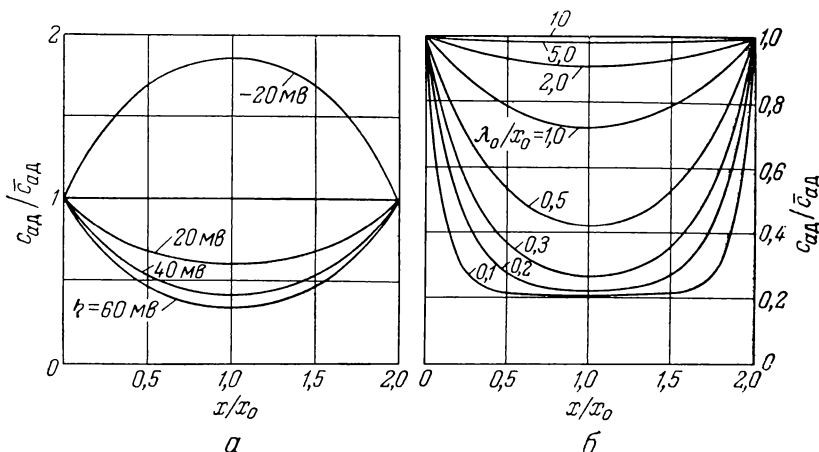 2
1
0
c_ад / c̄_ад
−20 мв
20 мв
40 мв
η=60 мв
0,5
1,0
1,5
2,0
x/x₀
а
10
5,0
2,0
λ₀/x₀=1,0
0,5
0,3
0,2
0,1
1,0
0,8
0,6
0,4
0,2
0
c_ад / c̄_ад
0
0,5
1,0
1,5
2,0
x/x₀
б